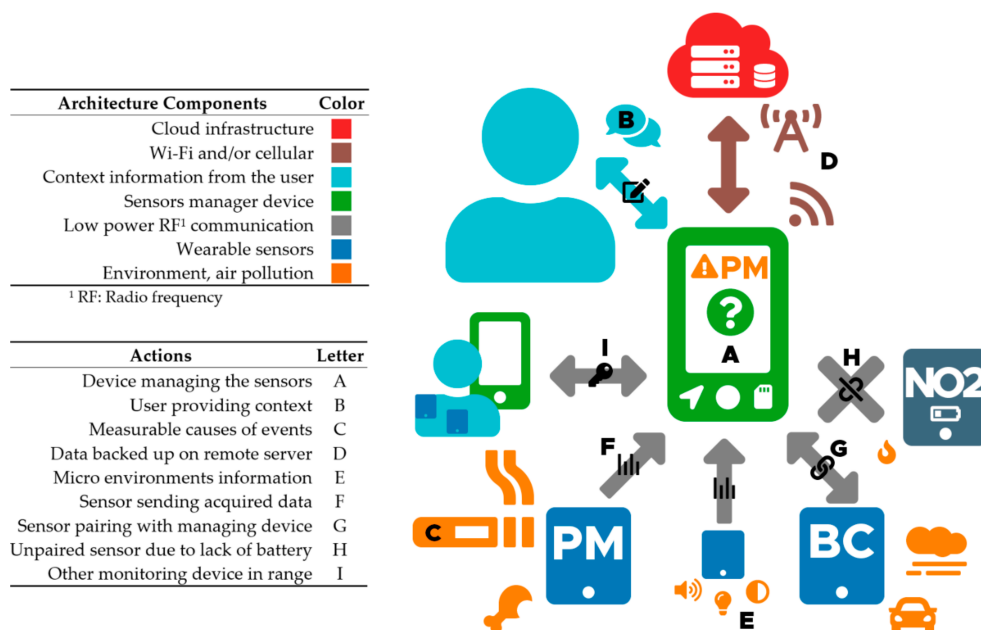 Architecture Components Color
Cloud infrastructure
Wi-Fi and/or cellular
Context information from the user
Sensors manager device
Low power RF¹ communication
Wearable sensors
Environment, air pollution
¹ RF: Radio frequency
Actions Letter
Device managing the sensors A
User providing context B
Measurable causes of events C
Data backed up on remote server D
Micro environments information E
Sensor sending acquired data F
Sensor pairing with managing device G
Unpaired sensor due to lack of battery H
Other monitoring device in range I
B
D
PM
?
A
I
H
NO2
F
G
C
PM
BC
E